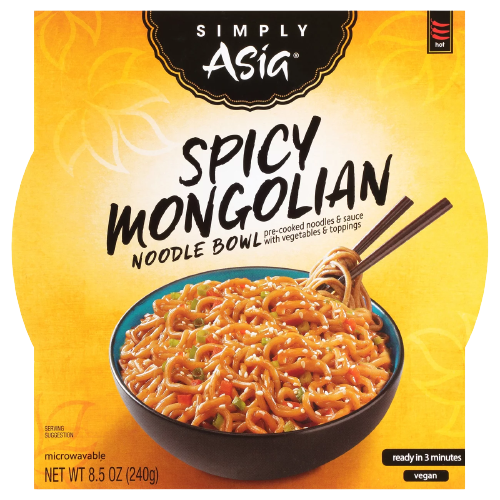 SIMPLY
Asia®
hot
SPICY
MONGOLIAN
NOODLE BOWL
pre-cooked noodles & sauce
with vegetables & toppings
SERVING
SUGGESTION
microwavable
NET WT 8.5 OZ (240g)
ready in 3 minutes
vegan